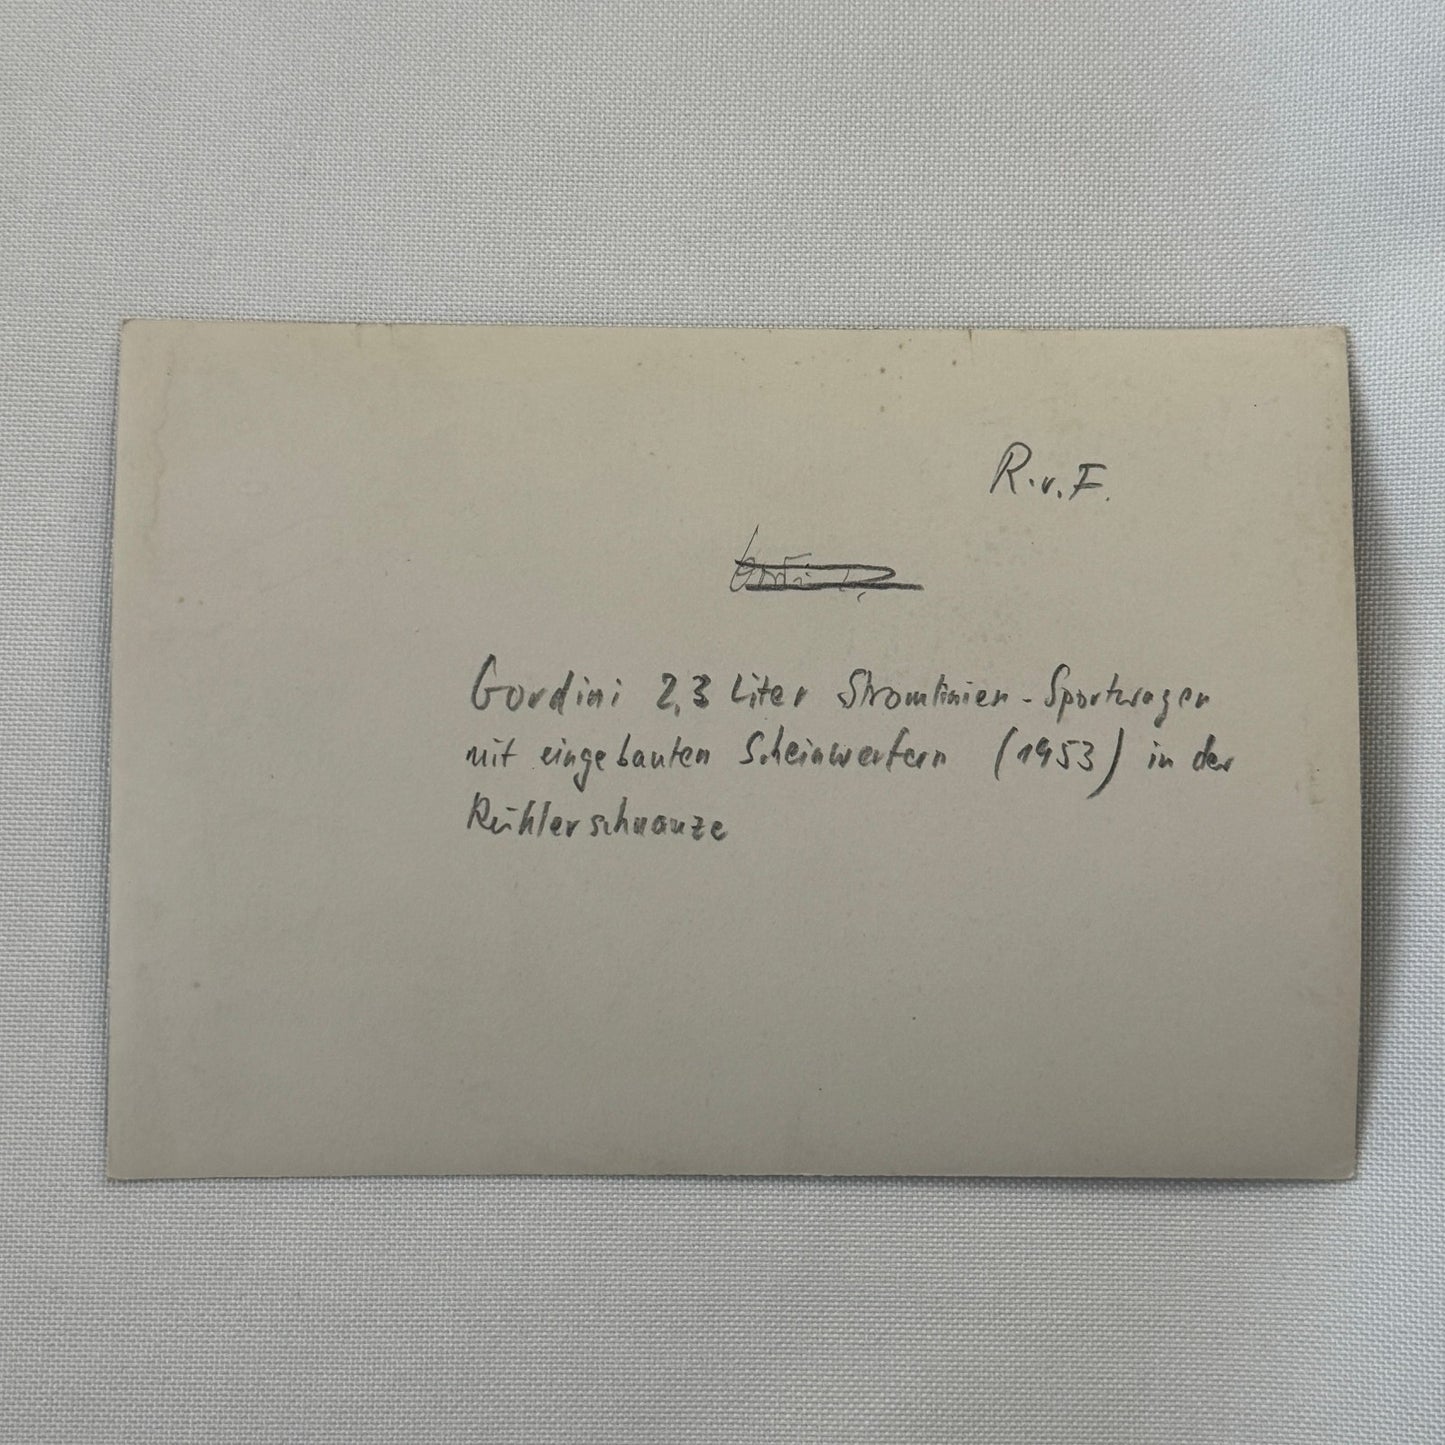 R.v.F.
Gordini 2,3 Liter Stromlinien-Sportwagen
mit eingebauten Scheinwerfern (1953) in der
Kühlerschnauze